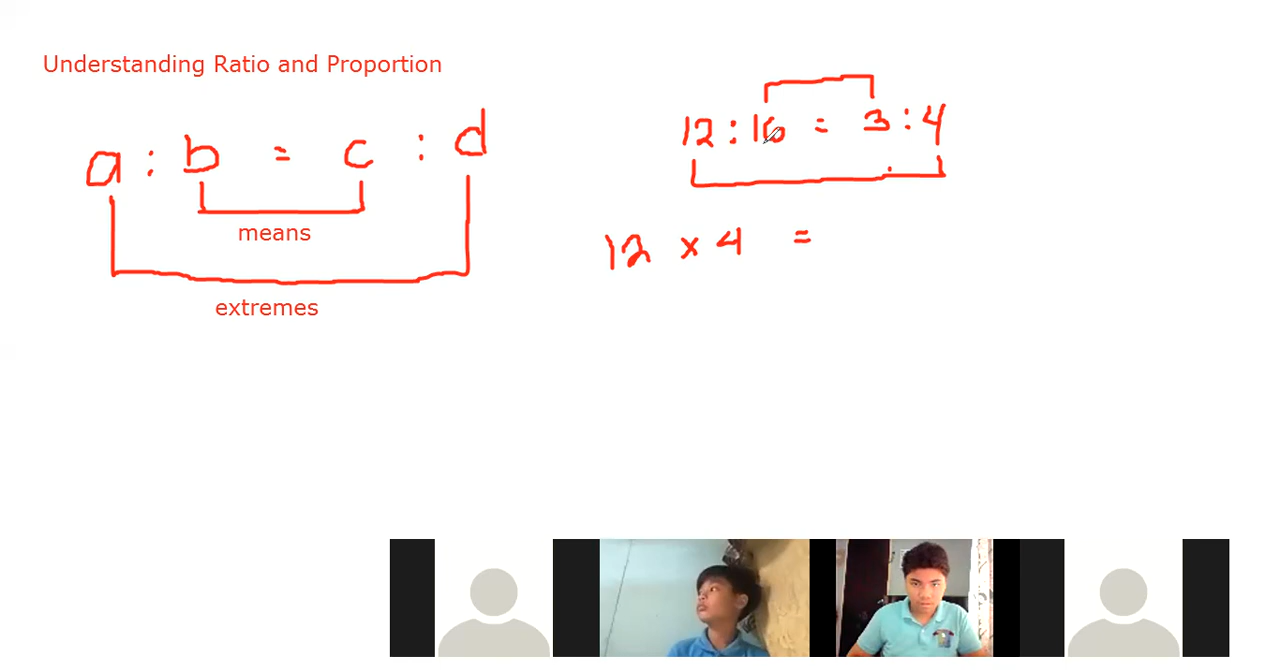 Understanding Ratio and Proportion
a : b = c : d
means
extremes
12 : 16 = 3 : 4
12 x 4 =